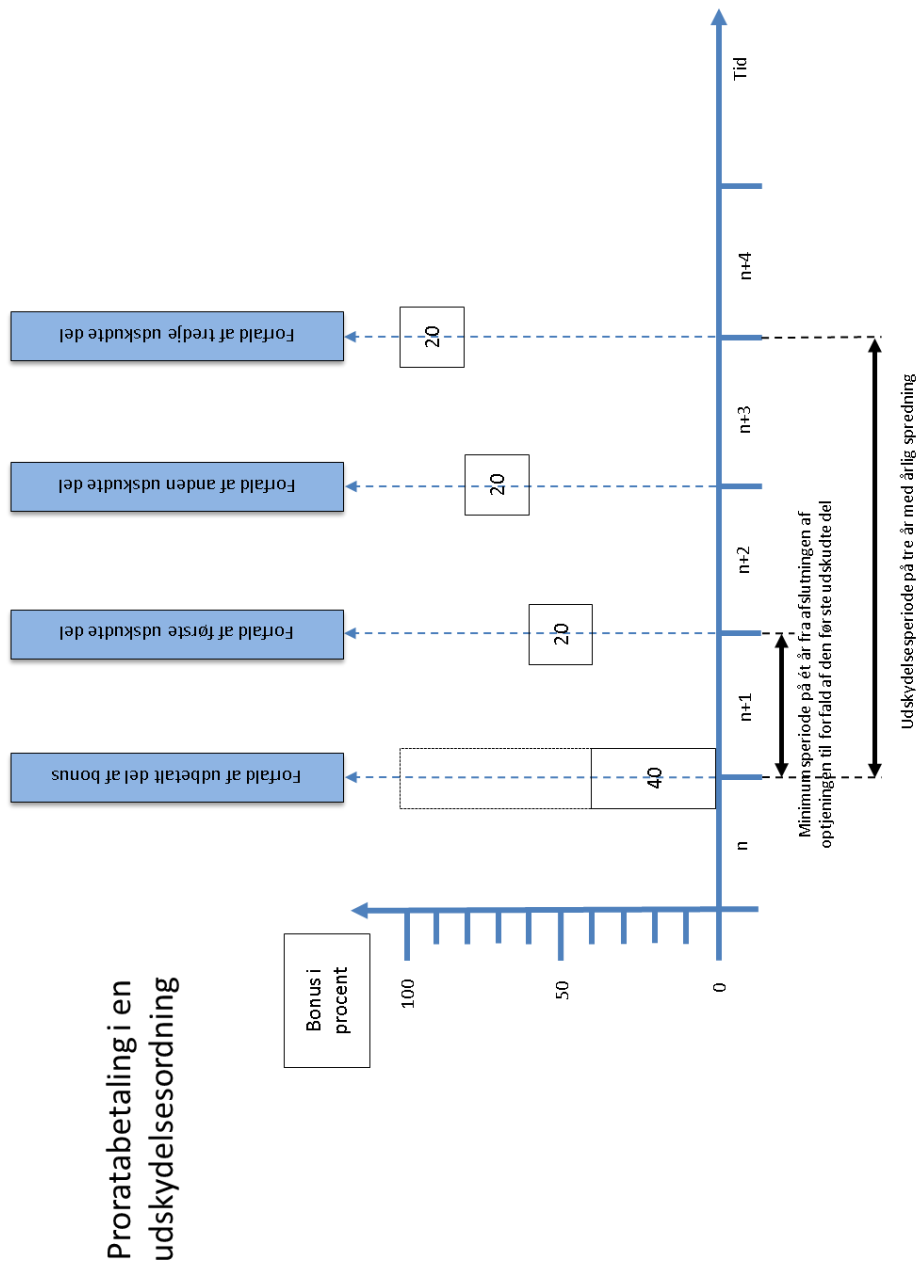 Proratabetaling i en
udskydelsesordning
Bonus i
procent
Forfald af udbetalt del af bonus
Forfald af første udskudte del
Forfald af anden udskudte del
Forfald af tredje udskudte del
100
50
0
40
20
20
20
n
n+1
n+2
n+3
n+4
Tid
Minimumsperiode på ét år fra afslutningen af
optjeningen til forfald af den første udskudte del
Udskydelsesperiode på tre år med årlig spredning